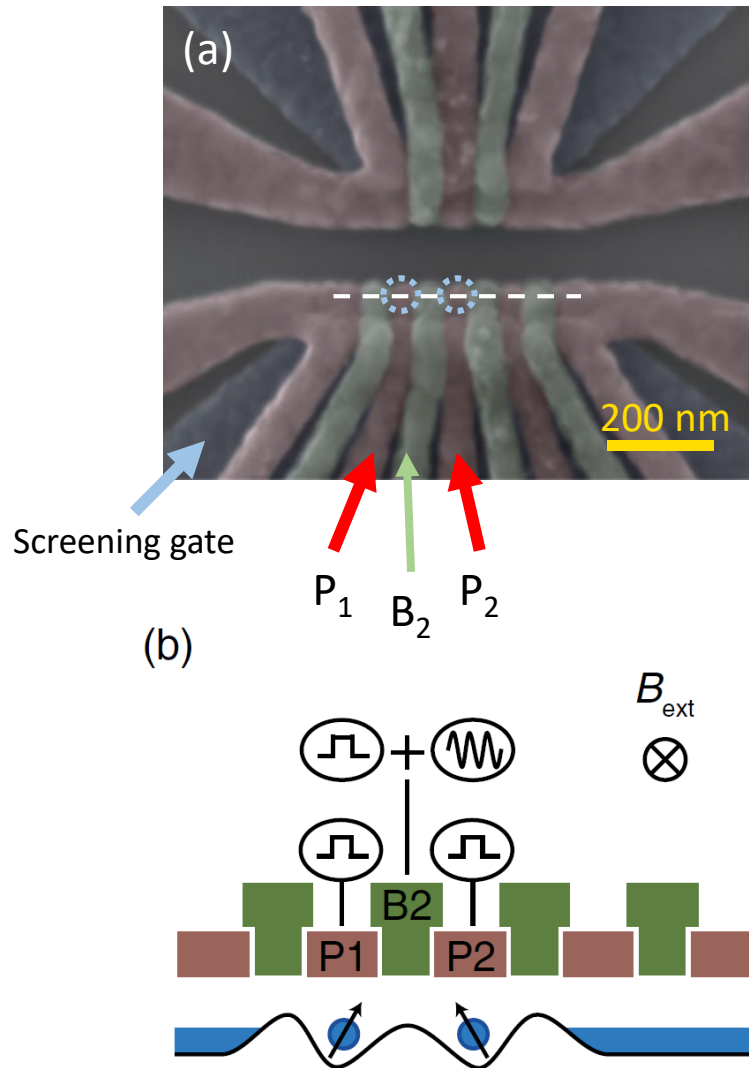 (a)
200 nm
Screening gate
P₁
B₂
P₂
(b)
Bext
B2
P1
P2